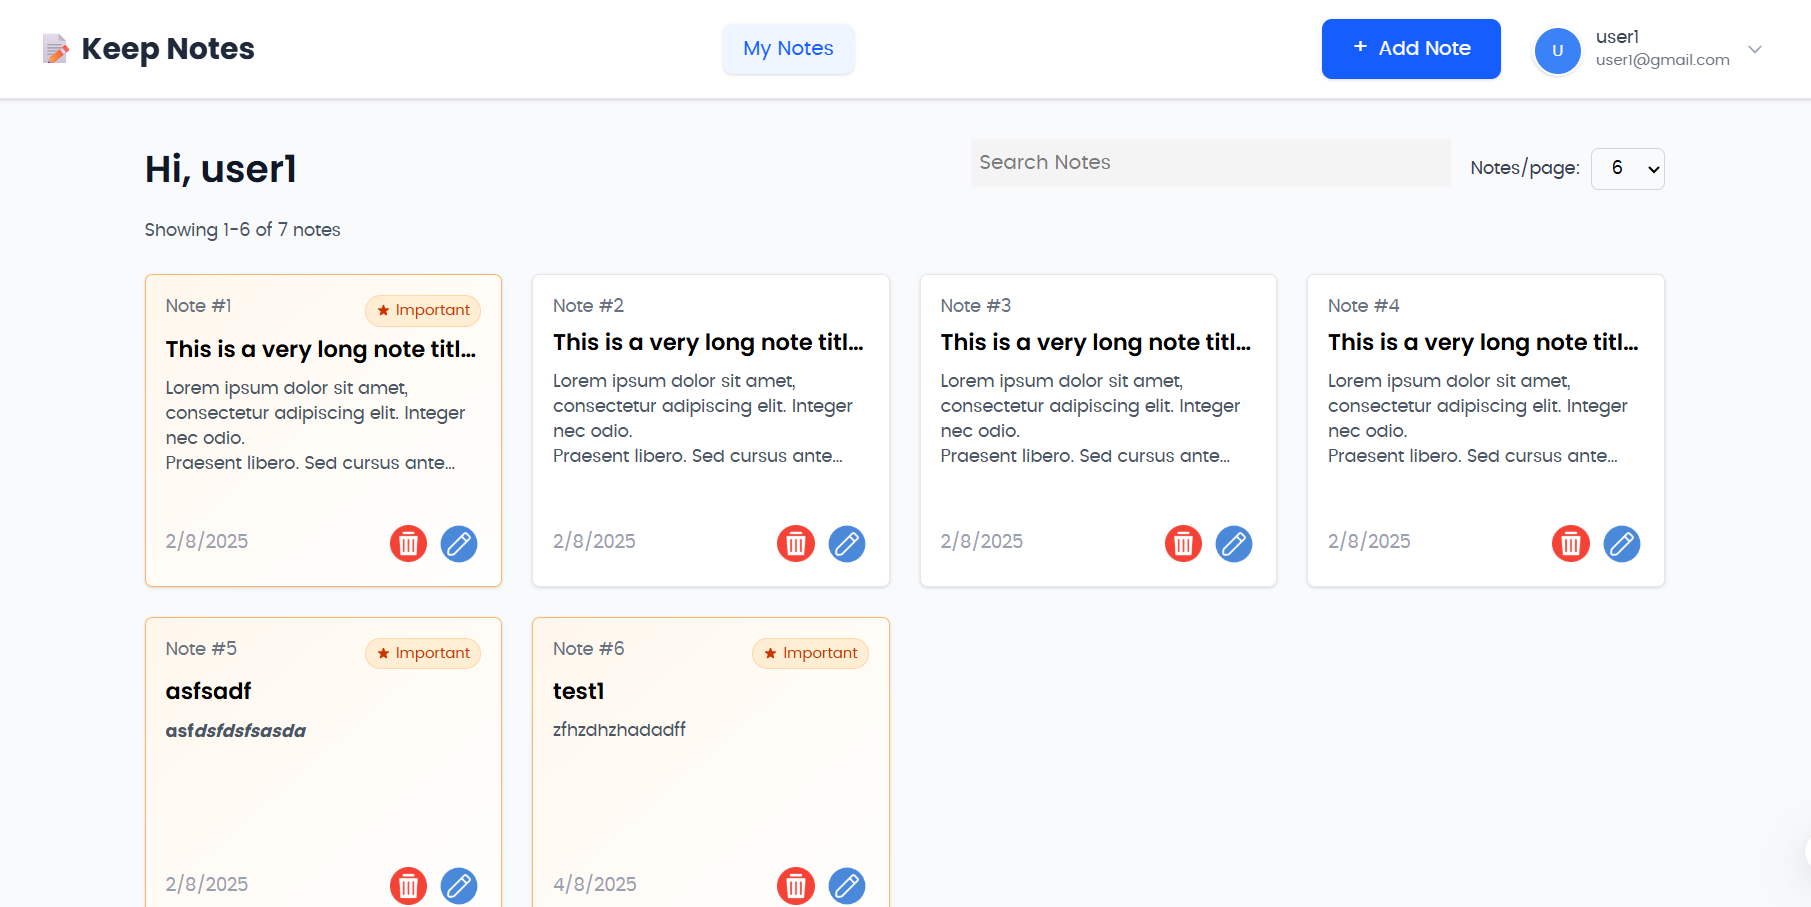 Keep Notes
My Notes
+ Add Note
U
user1
user1@gmail.com
Hi, user1
Search Notes
Notes/page:
6
Showing 1-6 of 7 notes
Note #1
★ Important
This is a very long note titl...
Lorem ipsum dolor sit amet,
consectetur adipiscing elit. Integer
nec odio.
Praesent libero. Sed cursus ante...
2/8/2025
Note #2
This is a very long note titl...
Lorem ipsum dolor sit amet,
consectetur adipiscing elit. Integer
nec odio.
Praesent libero. Sed cursus ante...
2/8/2025
Note #3
This is a very long note titl...
Lorem ipsum dolor sit amet,
consectetur adipiscing elit. Integer
nec odio.
Praesent libero. Sed cursus ante...
2/8/2025
Note #4
This is a very long note titl...
Lorem ipsum dolor sit amet,
consectetur adipiscing elit. Integer
nec odio.
Praesent libero. Sed cursus ante...
2/8/2025
Note #5
★ Important
asfsadf
asfdsfdsfsasda
2/8/2025
Note #6
★ Important
test1
zfhzdhzhadadff
4/8/2025